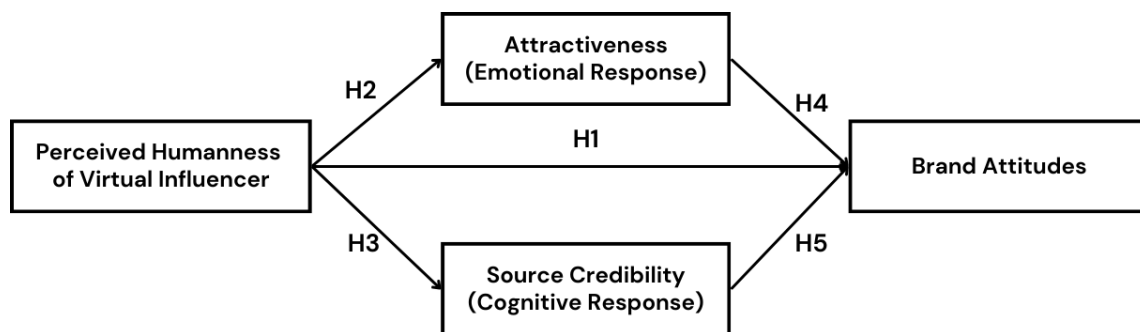 Attractiveness
(Emotional Response)
H2
H4
H1
Perceived Humanness
of Virtual Influencer
Brand Attitudes
H3
H5
Source Credibility
(Cognitive Response)